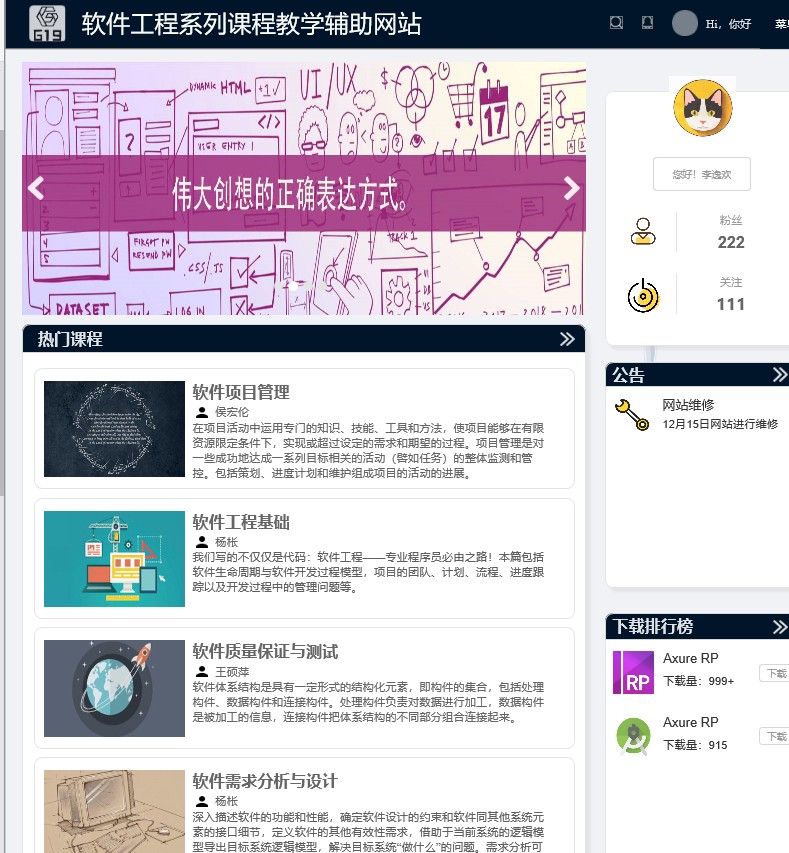 G19
软件工程系列课程教学辅助网站
Hi，你好
DYNAMIC HTML
+1
UI/UX
$
17
</>
USER ENTRY 1
?
伟大创想的正确表达方式。
1
2
3
4
5
FORGOT PW
RESEND PW
.CSS/.JS
TRACK 1
DATASET
LOG IN
2017 - 2018 - 2019
您好！李逸欢
粉丝
222
关注
111
热门课程
软件项目管理
侯宏伦
在项目活动中运用专门的知识、技能、工具和方法，使项目能够在有限
资源限定条件下，实现或超过设定的需求和期望的过程。项目管理是对
一些成功地达成一系列目标相关的活动（譬如任务）的整体监测和管
控。包括策划、进度计划和维护组成项目的活动的进展。
软件工程基础
杨枨
我们写的不仅仅是代码：软件工程——专业程序员必由之路！本篇包括
软件生命周期与软件开发过程模型，项目的团队、计划、流程、进度跟
踪以及开发过程中的管理问题等。
软件质量保证与测试
王硕苹
软件体系结构是具有一定形式的结构化元素，即构件的集合，包括处理
构件、数据构件和连接构件。处理构件负责对数据进行加工，数据构件
是被加工的信息，连接构件把体系结构的不同部分组合连接起来。
软件需求分析与设计
杨枨
深入描述软件的功能和性能，确定软件设计的约束和软件同其他系统元
素的接口细节，定义软件的其他有效性需求，借助于当前系统的逻辑模
型导出目标系统逻辑模型，解决目标系统“做什么”的问题。需求分析可
公告
网站维修
12月15日网站进行维修
下载排行榜
RP
Axure RP
下载量：999+
下载
Axure RP
下载量：915
下载